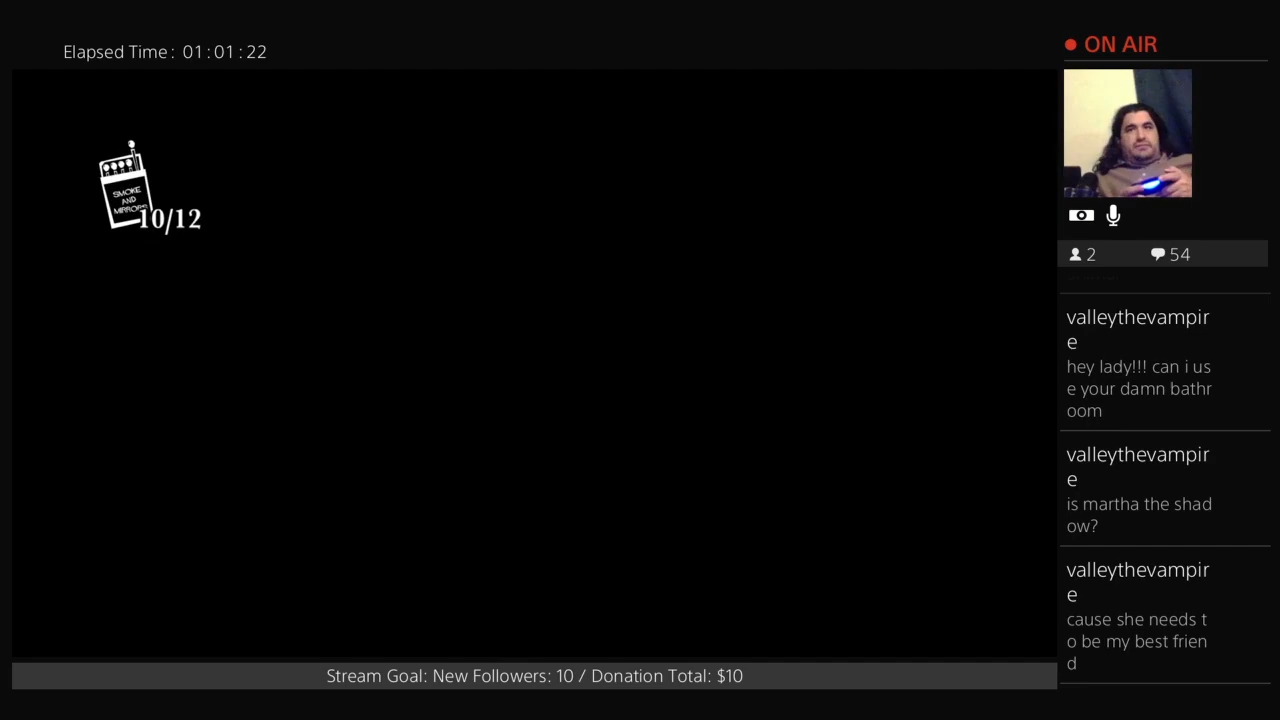 Elapsed Time: 01:01:22
ON AIR
SMOKE
AND
MIRRORS
10/12
2
54
valleythevampir
e
hey lady!!! can i us
e your damn bathr
oom
valleythevampir
e
is martha the shad
ow?
valleythevampir
e
cause she needs t
o be my best frien
d
Stream Goal: New Followers: 10 / Donation Total: $10